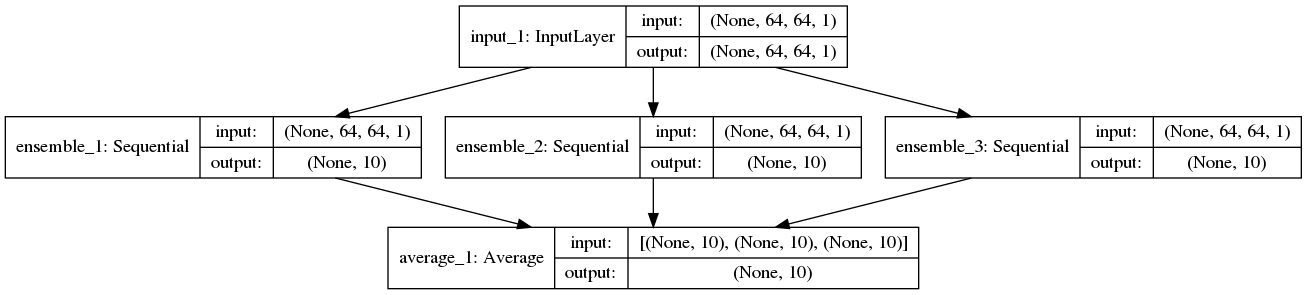 input_1: InputLayer
input: (None, 64, 64, 1)
output: (None, 64, 64, 1)
ensemble_1: Sequential
input: (None, 64, 64, 1)
output: (None, 10)
ensemble_2: Sequential
input: (None, 64, 64, 1)
output: (None, 10)
ensemble_3: Sequential
input: (None, 64, 64, 1)
output: (None, 10)
average_1: Average
input: [(None, 10), (None, 10), (None, 10)]
output: (None, 10)